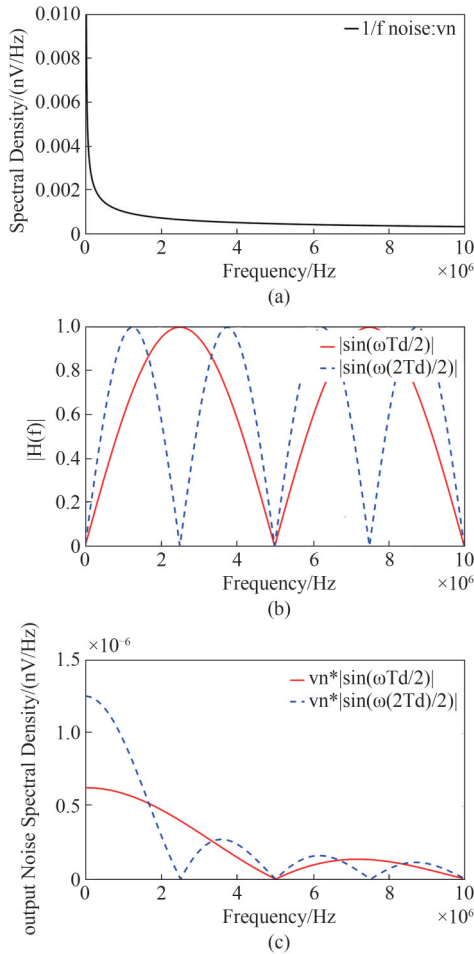 0.010
1/f noise:vn
0.008
0.006
0.004
0.002
0
Spectral Density/(nV/Hz)
0 2 4 6 8 10
×10⁶
Frequency/Hz
(a)
1.0
|sin(ωTd/2)|
|sin(ω(2Td)/2)|
0.8
0.6
0.4
0.2
0
|H(f)|
0 2 4 6 8 10
×10⁶
Frequency/Hz
(b)
×10⁻⁶
1.5
vn*|sin(ωTd/2)|
vn*|sin(ω(2Td)/2)|
1.0
0.5
0
output Noise Spectral Density/(nV/Hz)
0 2 4 6 8 10
×10⁶
Frequency/Hz
(c)